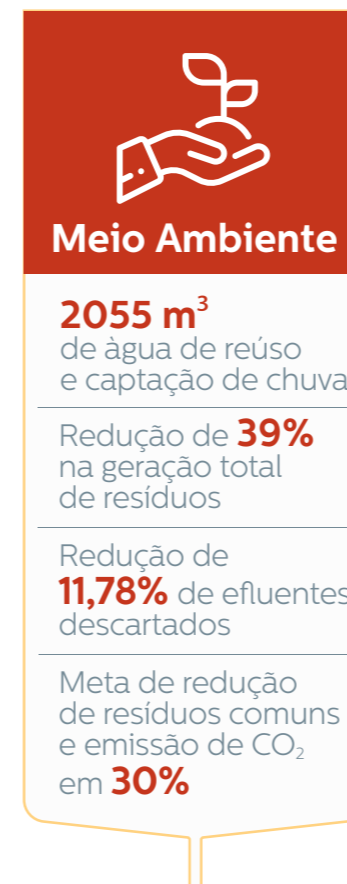 Meio Ambiente
2055 m³
de àgua de reúso
e captação de chuva
Redução de 39%
na geração total
de resíduos
Redução de
11,78% de efluentes
descartados
Meta de redução
de resíduos comuns
e emissão de CO₂
em 30%